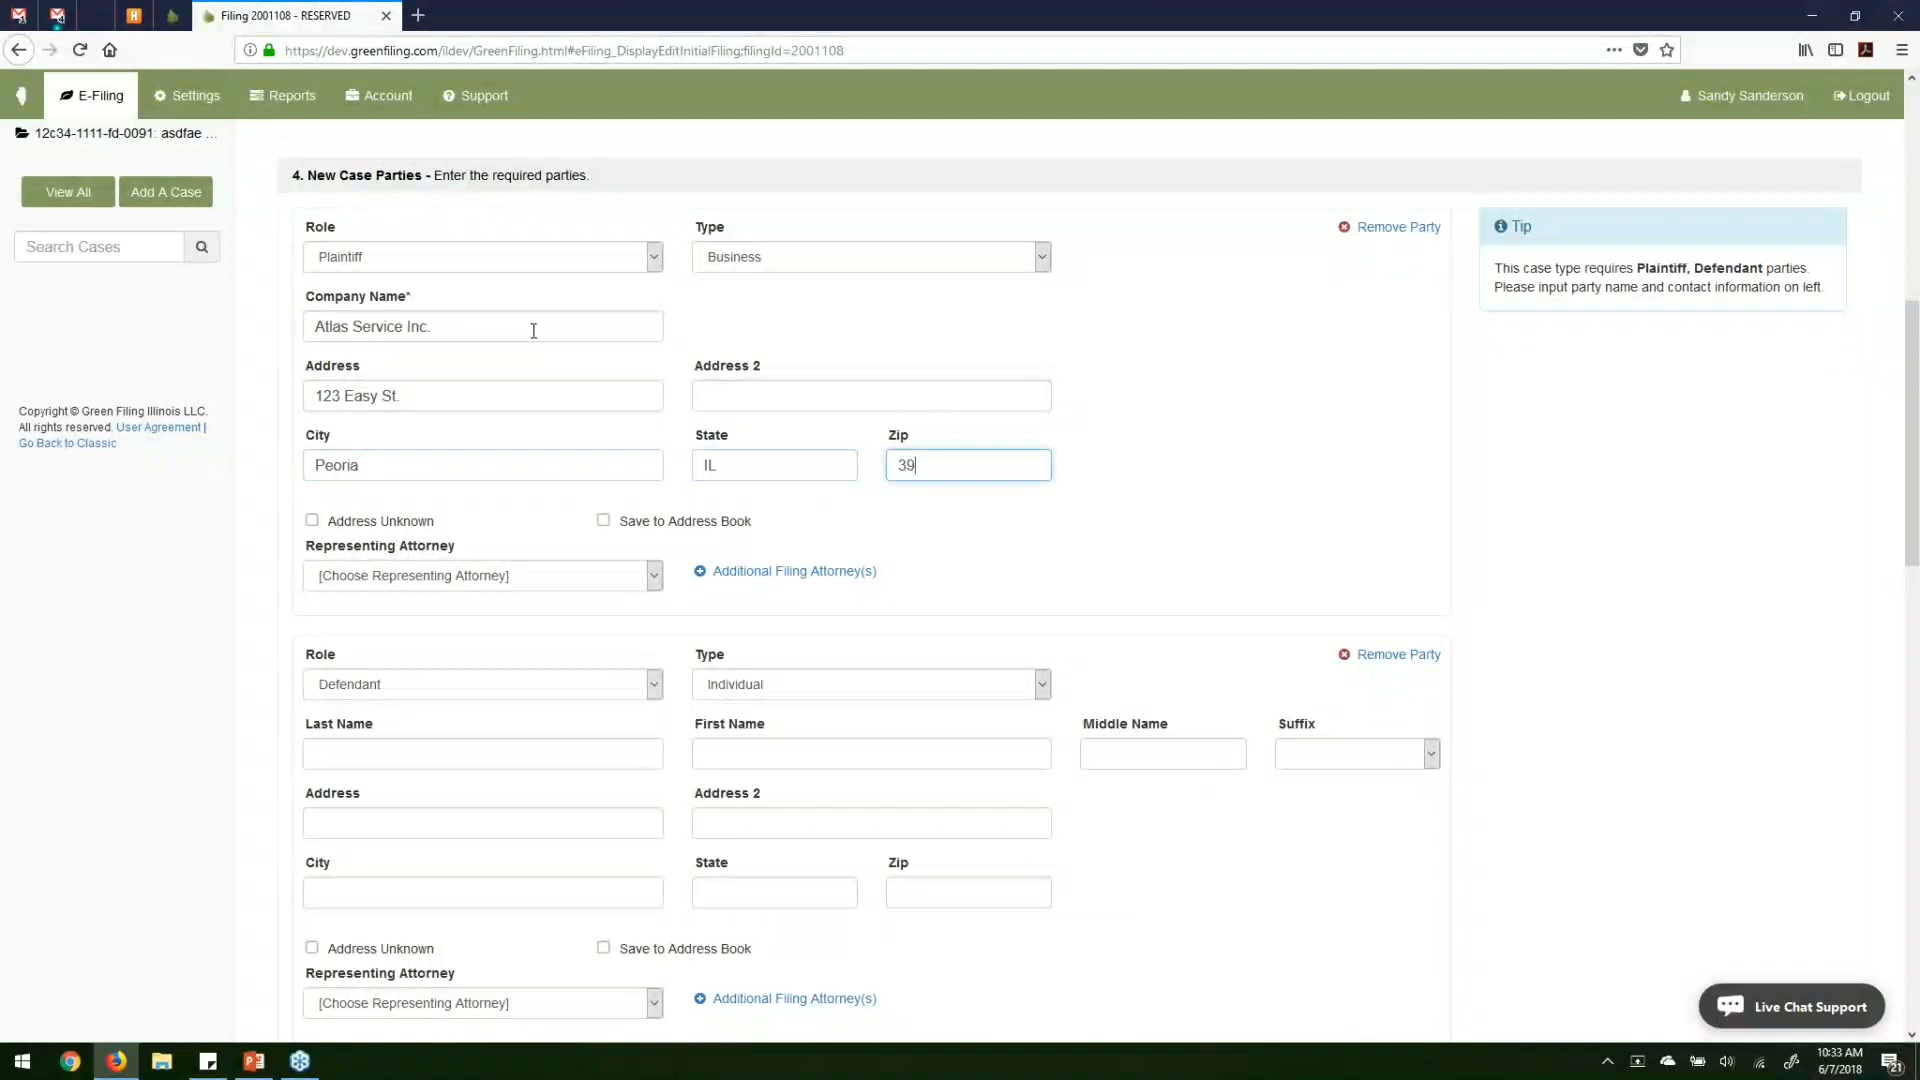 Filing 2001108 - RESERVED
https://dev.greenfiling.com/ildev/GreenFiling.html#eFiling_DisplayEditInitialFiling;filingId=2001108
E-Filing Settings Reports Account Support Sandy Sanderson Logout
12c34-1111-fd-0091: asdfae ...
View All Add A Case
Search Cases
Copyright © Green Filing Illinois LLC.
All rights reserved. User Agreement |
Go Back to Classic
4. New Case Parties - Enter the required parties.
Role Type Remove Party
Plaintiff Business
Company Name*
Atlas Service Inc.
Address Address 2
123 Easy St.
City State Zip
Peoria IL 39
Address Unknown Save to Address Book
Representing Attorney
[Choose Representing Attorney] Additional Filing Attorney(s)
Tip
This case type requires Plaintiff, Defendant parties.
Please input party name and contact information on left.
Role Type Remove Party
Defendant Individual
Last Name First Name Middle Name Suffix
Address Address 2
City State Zip
Address Unknown Save to Address Book
Representing Attorney
[Choose Representing Attorney] Additional Filing Attorney(s)
Live Chat Support
10:33 AM
6/7/2018
21